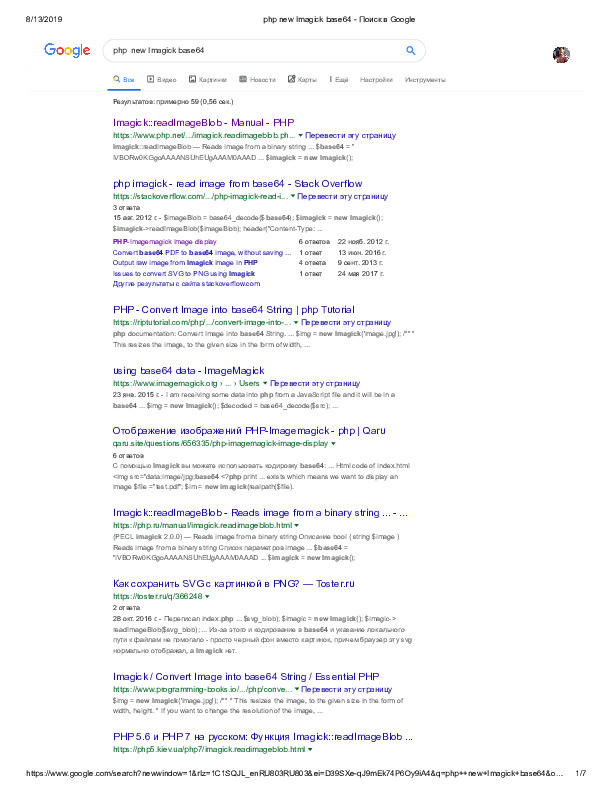 8/13/2019 php new Imagick base64 - Поиск в Google
Google php new Imagick base64
Все Видео Картинки Новости Карты Ещё Настройки Инструменты
Результатов: примерно 59 (0,56 сек.)
Imagick::readImageBlob - Manual - PHP
https://www.php.net/.../imagick.readimageblob.ph... ▼ Перевести эту страницу
Imagick::readImageBlob — Reads image from a binary string ... $base64 = "
iVBORw0KGgoAAAANSUhEUgAAAM0AAAD ... $imagick = new Imagick();
php imagick - read image from base64 - Stack Overflow
https://stackoverflow.com/.../php-imagick-read-i... ▼ Перевести эту страницу
3 ответа
15 авг. 2012 г. - $imageBlob = base64_decode($base64); $imagick = new Imagick();
$imagick->readImageBlob($imageBlob); header("Content-Type: ...
PHP-Imagemagick image display 6 ответов 22 нояб. 2012 г.
Convert base64 PDF to base64 image, without saving ... 1 ответ 13 июн. 2016 г.
Output raw image from Imagick image in PHP 4 ответа 9 сент. 2013 г.
Issues to convert SVG to PNG using Imagick 1 ответ 24 мая 2017 г.
Другие результаты с сайта stackoverflow.com
PHP - Convert Image into base64 String | php Tutorial
https://riptutorial.com/php/.../convert-image-into-... ▼ Перевести эту страницу
php documentation: Convert Image into base64 String. ... $img = new Imagick('image.jpg'); /** *
This resizes the image, to the given size in the form of width, ...
using base64 data - ImageMagick
https://www.imagemagick.org › ... › Users ▼ Перевести эту страницу
23 янв. 2015 г. - I am receiving some data into php from a JavaScript file and it will be in a
base64 ... $img = new Imagick(); $decoded = base64_decode($src); ...
Отображение изображений PHP-Imagemagick - php | Qaru
qaru.site/questions/656335/php-imagemagick-image-display ▼
6 ответов
С помощью Imagick вы можете использовать кодировку base64: ... Html code of index.html
<img src="data:image/jpg;base64 <?php print ... exists which means we want to display an
image $file ="test.pdf"; $im= new imagick(realpath($file).
Imagick::readImageBlob - Reads image from a binary string ... - ...
https://php.ru/manual/imagick.readimageblob.html ▼
(PECL imagick 2.0.0) — Reads image from a binary string Описание bool (string $image )
Reads image from a binary string Список параметров image ... $base64 =
"iVBORw0KGgoAAAANSUhEUgAAAM0AAAD ... $imagick = new Imagick();
Как сохранить SVG с картинкой в PNG? — Toster.ru
https://toster.ru/q/366248 ▼
2 ответа
28 окт. 2016 г. - Переписал index.php ... $svg_blob); $imagic = new Imagick(); $imagic->
readImageBlob($svg_blob); ... Из-за этого и кодирование в base64 и указание локального
пути к файлам не помогало - просто черный фон вместо картинок, причем браузер эту svg
нормально отображал, а Imagick нет.
Imagick / Convert Image into base64 String / Essential PHP
https://www.programming-books.io/.../php/conve... ▼ Перевести эту страницу
$img = new Imagick('image.jpg'); /** * This resizes the image, to the given size in the form of
width, height. * If you want to change the resolution of the image, ...
PHP 5.6 и PHP 7 на русском: Функция Imagick::readImageBlob ...
https://php5.kiev.ua/php7/imagick.readimageblob.html ▼
https://www.google.com/search?newwindow=1&rlz=1C1SQJL_enRU803RU803&ei=D39SXe-qJ9mEk74P6Oy9iA4&q=php++new+Imagick+base64&o... 1/7